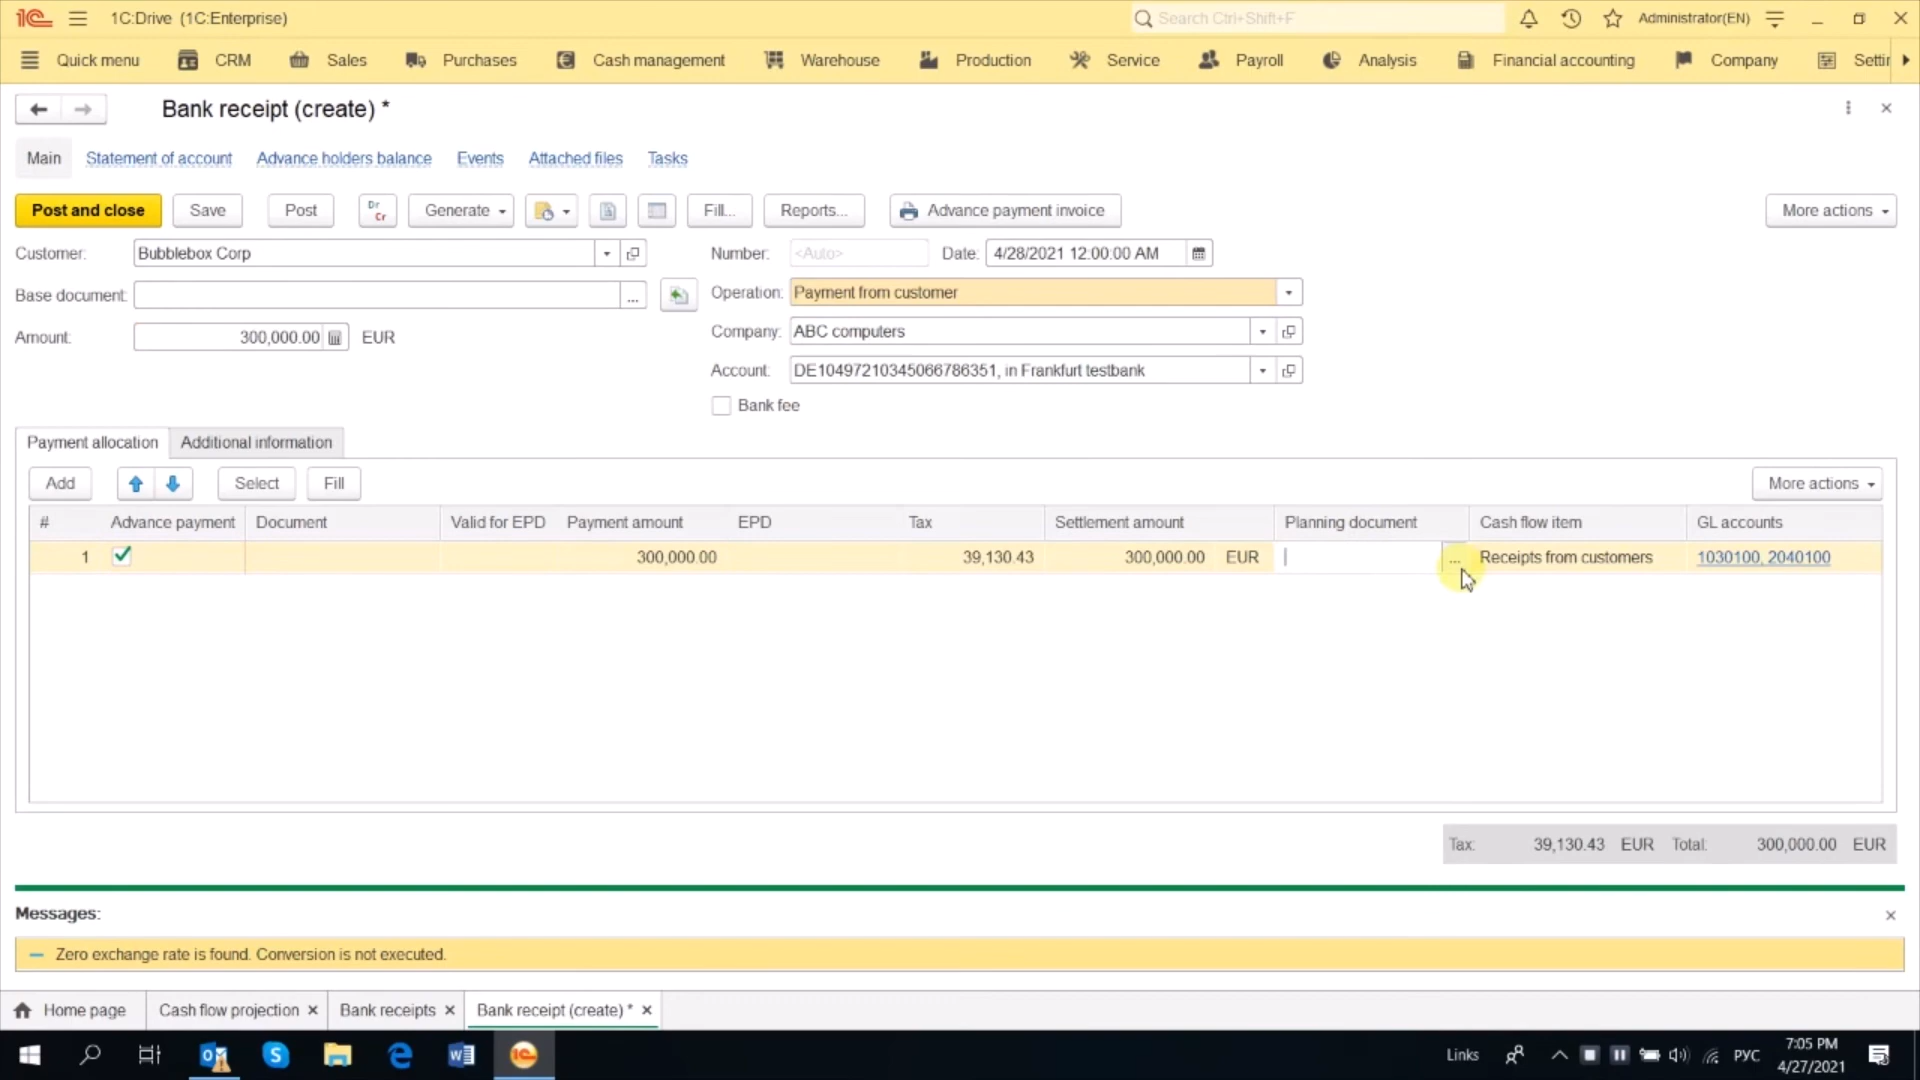 1C:Drive (1C:Enterprise)
Search Ctrl+Shift+F
Administrator(EN)
Quick menu CRM Sales Purchases Cash management Warehouse Production Service Payroll Analysis Financial accounting Company Settin
Bank receipt (create) *
Main Statement of account Advance holders balance Events Attached files Tasks
Post and close Save Post Dr Cr Generate Fill... Reports... Advance payment invoice More actions
Customer: Bubblebox Corp Number: <Auto> Date: 4/28/2021 12:00:00 AM
Base document: ... Operation: Payment from customer
Amount: 300,000.00 EUR Company: ABC computers
Account: DE10497210345066786351, in Frankfurt testbank
Bank fee
Payment allocation Additional information
Add Select Fill More actions
# Advance payment Document Valid for EPD Payment amount EPD Tax Settlement amount Planning document Cash flow item GL accounts
1 300,000.00 39,130.43 300,000.00 EUR ... Receipts from customers 1030100, 2040100
Tax: 39,130.43 EUR Total: 300,000.00 EUR
Messages:
Zero exchange rate is found. Conversion is not executed.
Home page Cash flow projection Bank receipts Bank receipt (create) *
Links РУС 7:05 PM
4/27/2021